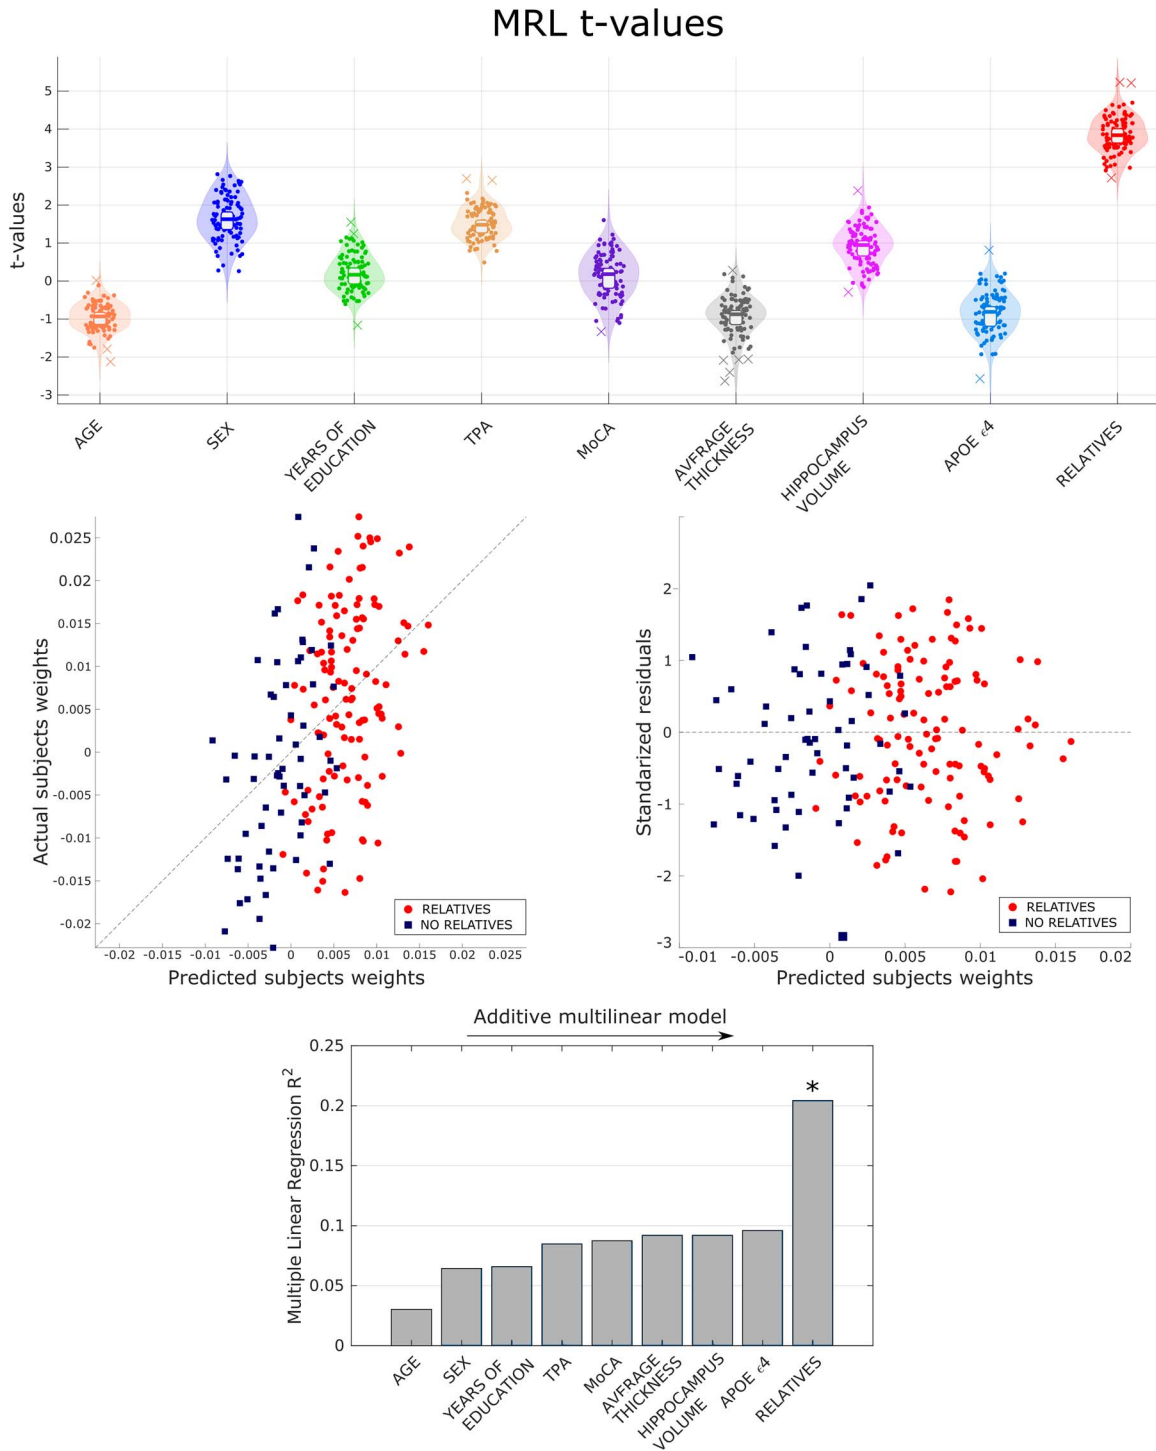 MRL t-values
t-values
5
4
3
2
1
0
-1
-2
-3
AGE
SEX
YEARS OF
EDUCATION
TPA
MoCA
AVFRAGE
THICKNESS
HIPPOCAMPUS
VOLUME
APOE ϵ4
RELATIVES
Actual subjects weights
0.025
0.02
0.015
0.01
0.005
0
-0.005
-0.01
-0.015
-0.02
-0.02 -0.015 -0.01 -0.005 0 0.005 0.01 0.015 0.02 0.025
Predicted subjects weights
RELATIVES
NO RELATIVES
Standarized residuals
2
1
0
-1
-2
-3
-0.01 -0.005 0 0.005 0.01 0.015 0.02
Predicted subjects weights
RELATIVES
NO RELATIVES
Additive multilinear model
Multiple Linear Regression R²
0.25
0.2
0.15
0.1
0.05
0
*
AGE
SEX
YEARS OF
EDUCATION
TPA
MoCA
AVFRAGE
THICKNESS
HIPPOCAMPUS
VOLUME
APOE ϵ4
RELATIVES